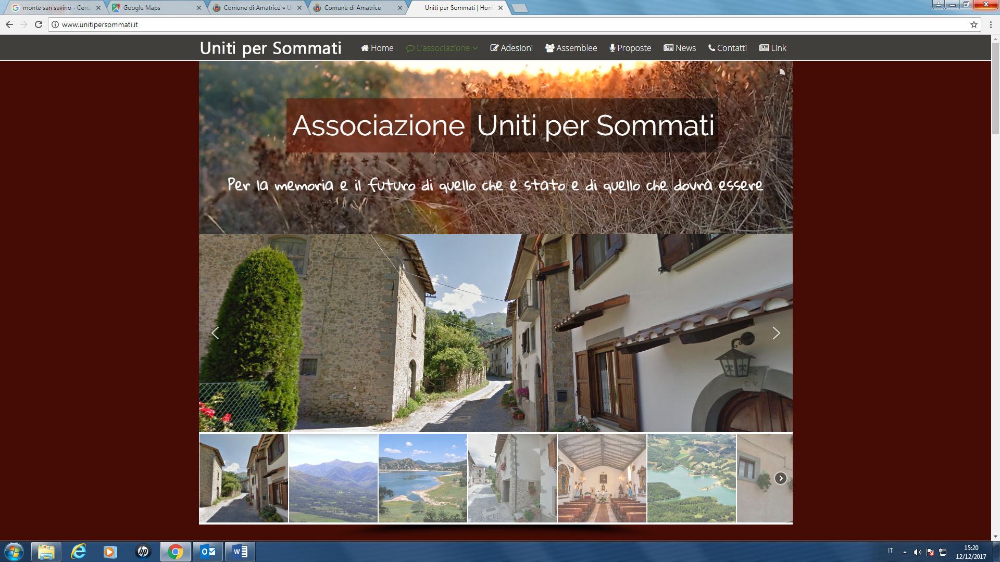 monte san savino - Cerca
Google Maps
Comune di Amatrice » U
Comune di Amatrice
Uniti per Sommati | Hom
www.unitipersommati.it
Uniti per Sommati
Home
L'associazione
Adesioni
Assemblee
Proposte
News
Contatti
Link
Associazione Uniti per Sommati
Per la memoria e il futuro di quello che è stato e di quello che dovrà essere
E.V.
hp
IT
15:20
12/12/2017